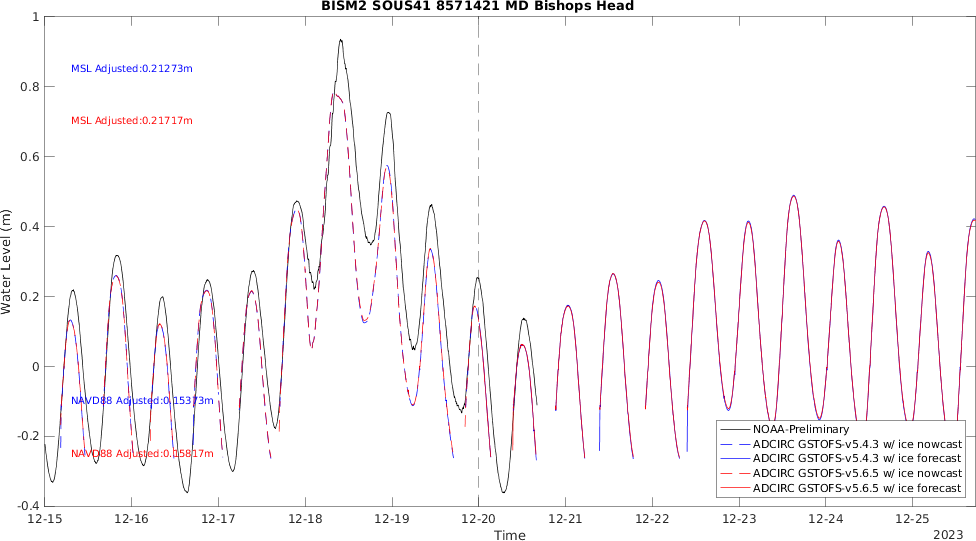 BISM2 SOUS41 8571421 MD Bishops Head
1
0.8
0.6
0.4
0.2
0
-0.2
-0.4
Water Level (m)
MSL Adjusted:0.21273m
MSL Adjusted:0.21717m
NAVD88 Adjusted:0.15373m
NAVD88 Adjusted:0.15817m
NOAA-Preliminary
ADCIRC GSTOFS-v5.4.3 w/ ice nowcast
ADCIRC GSTOFS-v5.4.3 w/ ice forecast
ADCIRC GSTOFS-v5.6.5 w/ ice nowcast
ADCIRC GSTOFS-v5.6.5 w/ ice forecast
12-15 12-16 12-17 12-18 12-19 12-20 12-21 12-22 12-23 12-24 12-25
Time
2023